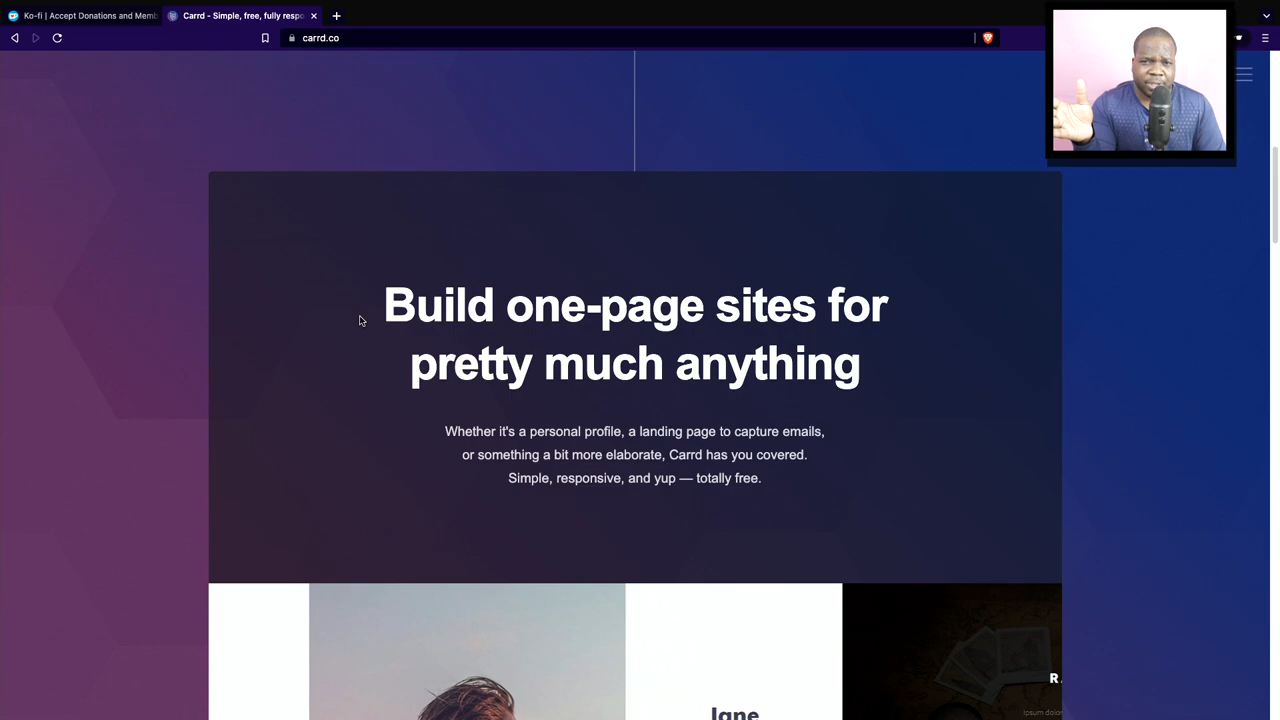 Ko-fi | Accept Donations and Memb
Carrd - Simple, free, fully respo
carrd.co
Build one-page sites for
pretty much anything
Whether it's a personal profile, a landing page to capture emails,
or something a bit more elaborate, Carrd has you covered.
Simple, responsive, and yup — totally free.
Jane
R